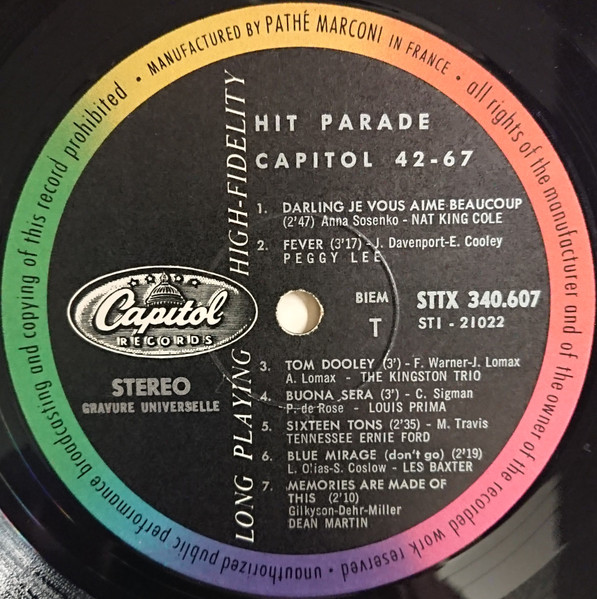 • MANUFACTURED BY PATHÉ MARCONI IN FRANCE • all rights of the manufacturer and of the owner of the recorded work reserved • unauthorized public performance broadcasting and copying of this record prohibited
LONG PLAYING HIGH-FIDELITY
HIT PARADE
CAPITOL 42-67
1. DARLING JE VOUS AIME BEAUCOUP
(2'47) Anna Sosenko - NAT KING COLE
2. FEVER (3'17) - J. Davenport-E. Cooley
PEGGY LEE
Capitol
RECORDS
STEREO
GRAVURE UNIVERSELLE
BIEM
T
STTX 340.607
STI - 21022
3. TOM DOOLEY (3') - F. Warner-J. Lomax
A. Lomax - THE KINGSTON TRIO
4. BUONA SERA (3') - C. Sigman
P. de Rose - LOUIS PRIMA
5. SIXTEEN TONS (2'35) - M. Travis
TENNESSEE ERNIE FORD
6. BLUE MIRAGE (don't go) (2'19)
L. Olias-S. Coslow - LES BAXTER
7. MEMORIES ARE MADE OF
THIS (2'10)
Gilkyson-Dehr-Miller
DEAN MARTIN